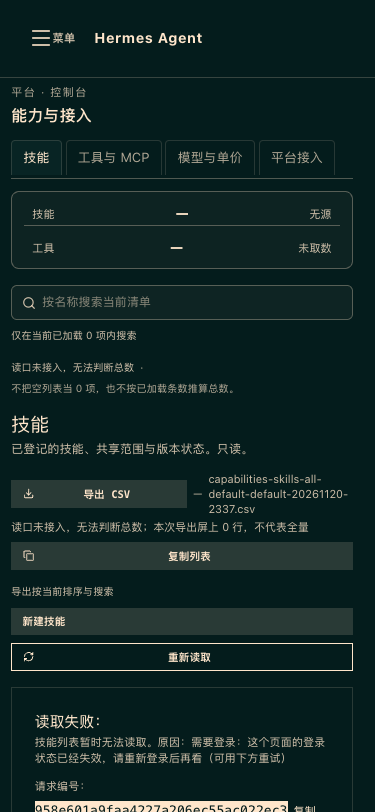 菜单 Hermes Agent
平台 · 控制台
能力与接入
技能 工具与 MCP 模型与单价 平台接入
技能 — 无源
工具 — 未取数
按名称搜索当前清单
仅在当前已加载 0 项内搜索
读口未接入，无法判断总数 ·
不把空列表当 0 项，也不按已加载条数推算总数。
技能
已登记的技能、共享范围与版本状态。只读。
导出 CSV — capabilities-skills-all-
default-default-20261120-
2337.csv
读口未接入，无法判断总数；本次导出屏上 0 行，不代表全量
复制列表
导出按当前排序与搜索
新建技能
重新读取
读取失败：
技能列表暂时无法读取。原因：需要登录：这个页面的登录
状态已经失效，请重新登录后再看（可用下方重试）
请求编号：
958e601a9faa4227a206ec55ac022ec3 复制